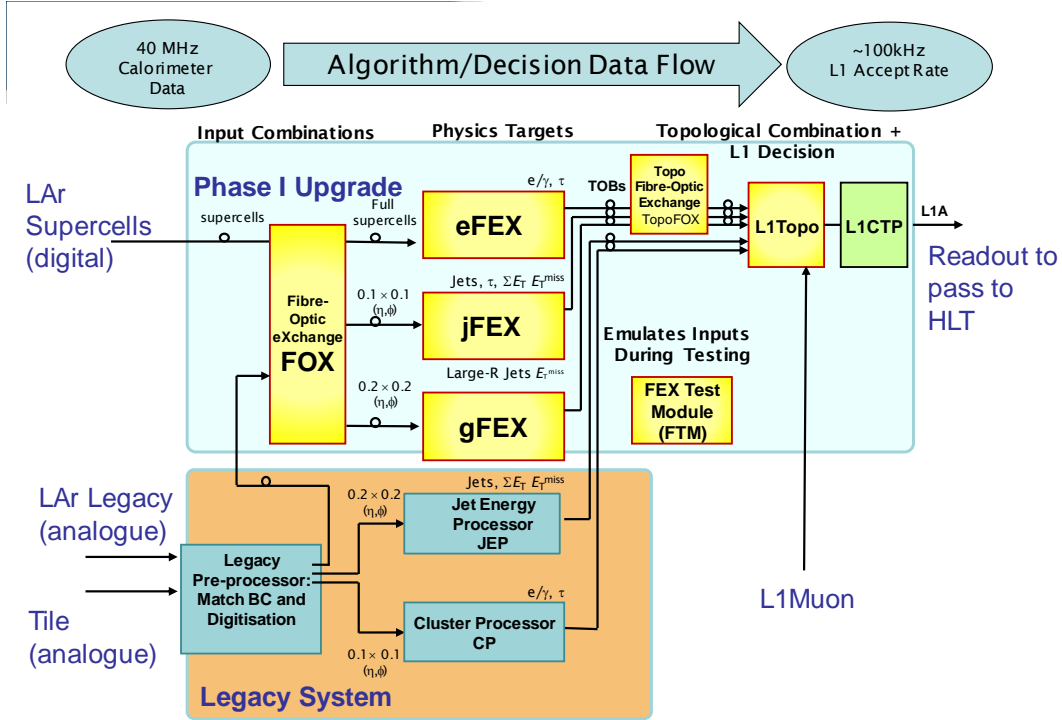 40 MHz
Calorimeter
Data
Algorithm/Decision Data Flow
~100kHz
L1 Accept Rate
Input Combinations
Physics Targets
Topological Combination +
L1 Decision
Phase I Upgrade
LAr
Supercells
(digital)
supercells
Full
supercells
e/γ, τ
eFEX
TOBs
Topo
Fibre-Optic
Exchange
TopoFOX
L1Topo
L1CTP
L1A
Readout to
pass to
HLT
Fibre-
Optic
eXchange
FOX
0.1 × 0.1
(η,ϕ)
Jets, τ, ΣE_T E_T^miss
jFEX
Emulates Inputs
During Testing
0.2 × 0.2
(η,ϕ)
Large-R Jets E_T^miss
gFEX
FEX Test
Module
(FTM)
LAr Legacy
(analogue)
Tile
(analogue)
Legacy
Pre-processor:
Match BC and
Digitisation
0.2 × 0.2
(η,ϕ)
Jets, ΣE_T E_T^miss
Jet Energy
Processor
JEP
e/γ, τ
Cluster Processor
CP
0.1 × 0.1
(η,ϕ)
L1Muon
Legacy System